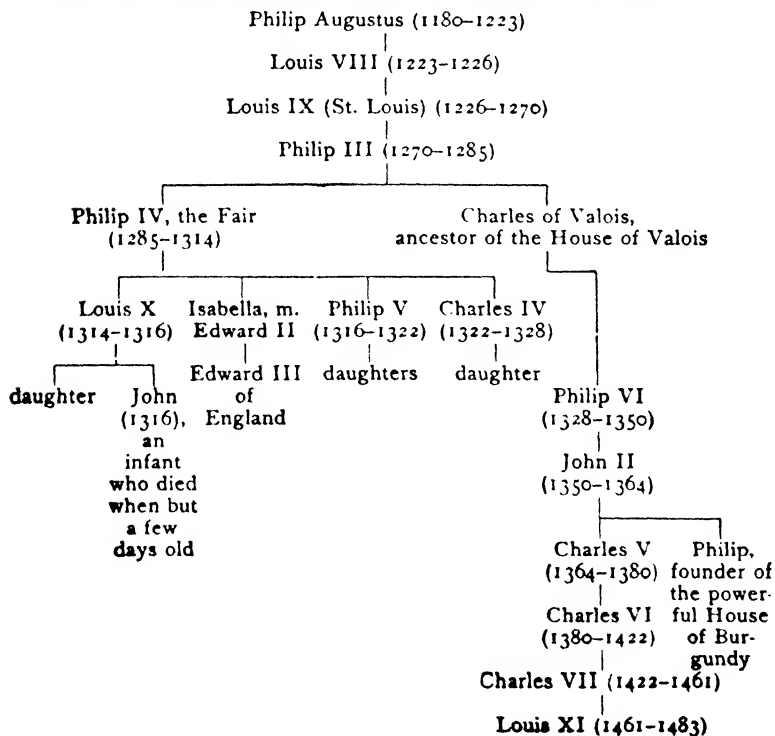 Philip Augustus (1180–1223)
Louis VIII (1223–1226)
Louis IX (St. Louis) (1226–1270)
Philip III (1270–1285)
Philip IV, the Fair
(1285–1314)
Charles of Valois,
ancestor of the House of Valois
Louis X
(1314–1316)
Isabella, m.
Edward II
Philip V
(1316–1322)
Charles IV
(1322–1328)
daughter
John
(1316),
an
infant
who died
when but
a few
days old
Edward III
of
England
daughters
daughter
Philip VI
(1328–1350)
John II
(1350–1364)
Charles V
(1364–1380)
Philip,
founder of
the power-
ful House
of Bur-
gundy
Charles VI
(1380–1422)
Charles VII (1422–1461)
Louis XI (1461–1483)